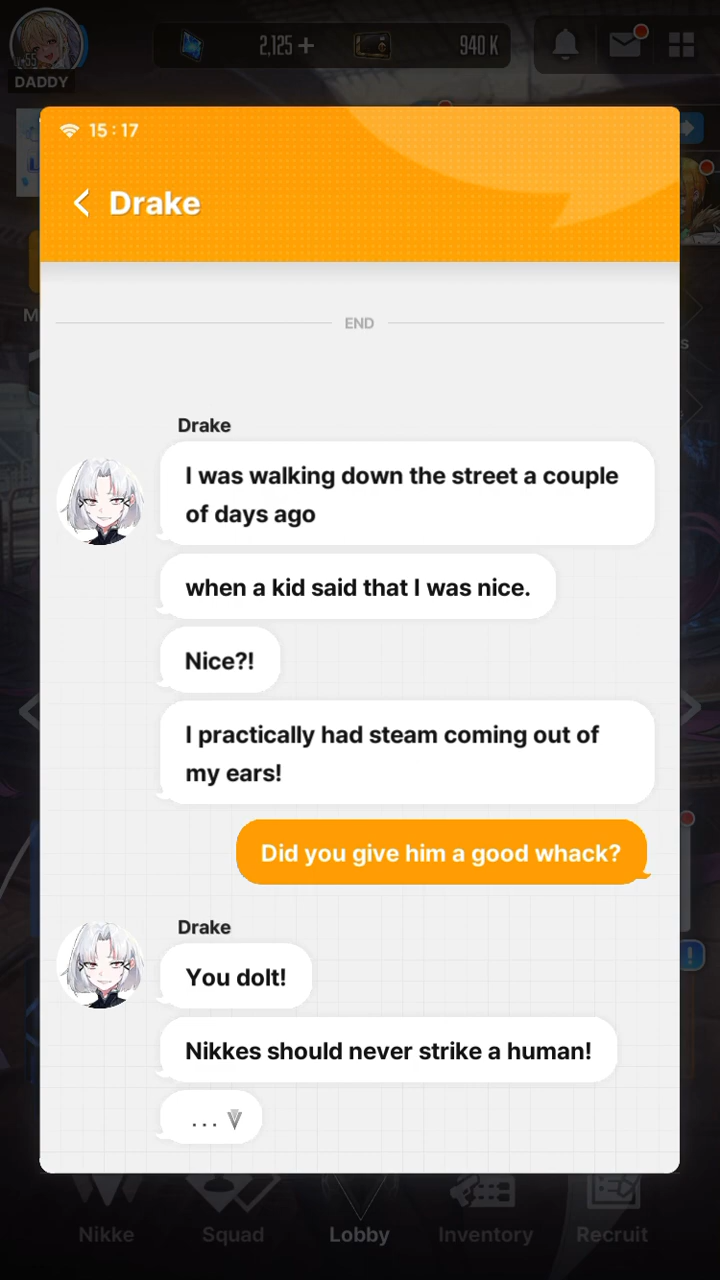 LV.55
2,125 +
940 K
DADDY
15 : 17
Drake
END
Drake
I was walking down the street a couple
of days ago
when a kid said that I was nice.
Nice?!
I practically had steam coming out of
my ears!
Did you give him a good whack?
Drake
You dolt!
Nikkes should never strike a human!
...
Nikke
Squad
Lobby
Inventory
Recruit